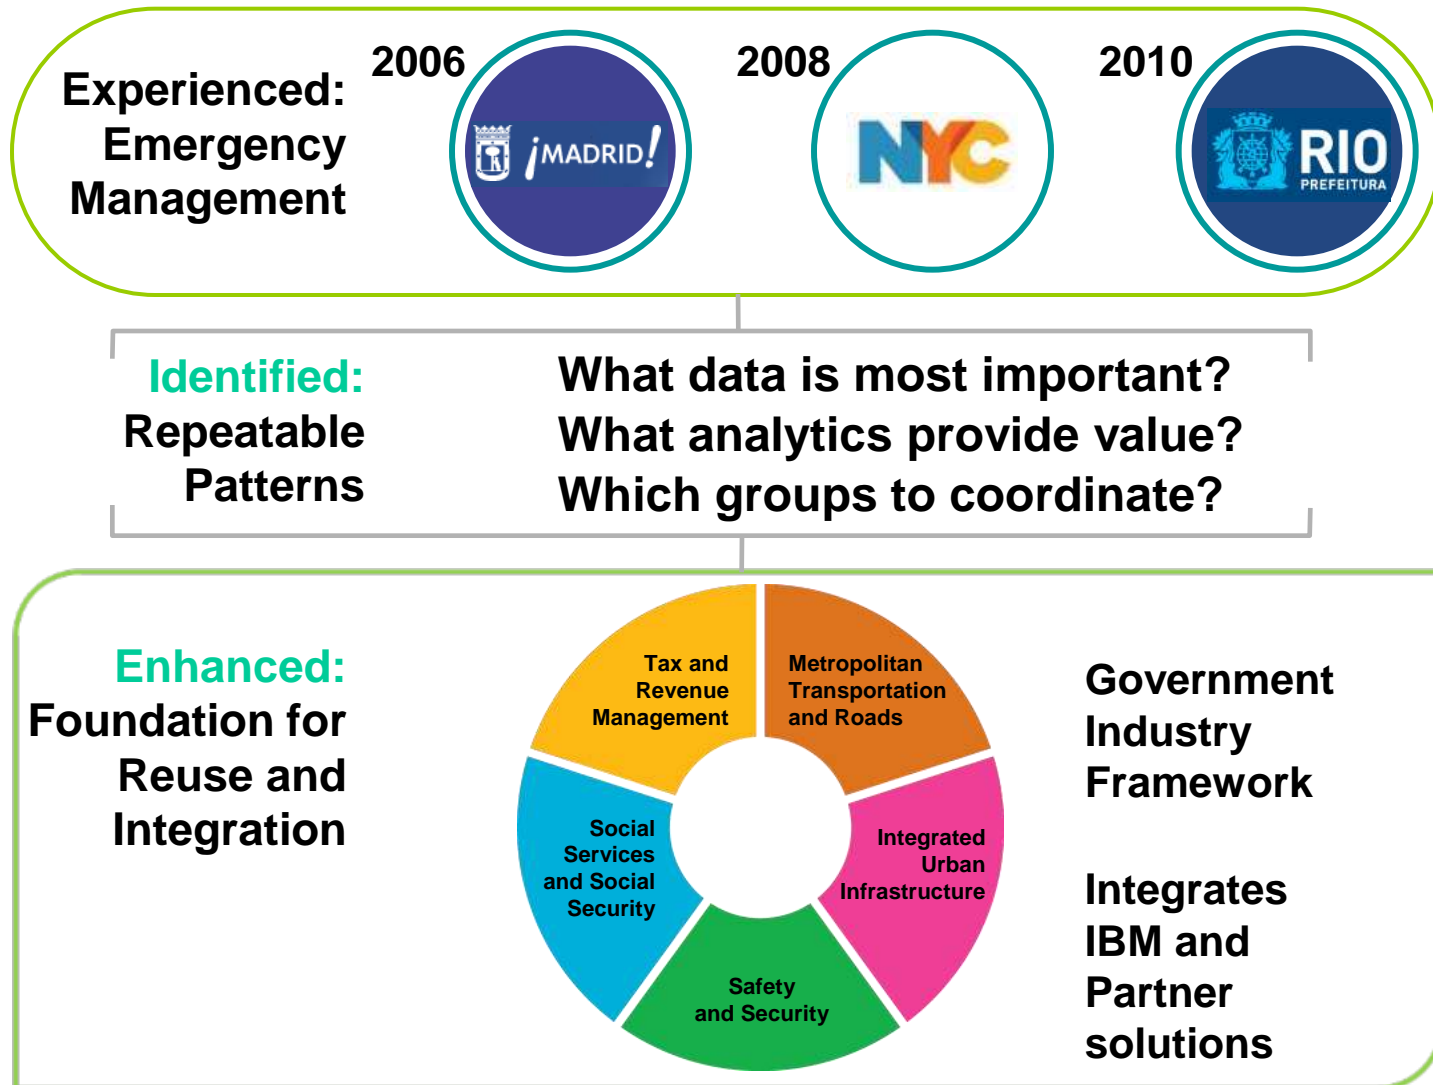 Experienced:
Emergency
Management
2006
¡MADRID!
2008
NYC
2010
RIO
PREFEITURA
Identified:
Repeatable
Patterns
What data is most important?
What analytics provide value?
Which groups to coordinate?
Enhanced:
Foundation for
Reuse and
Integration
Tax and
Revenue
Management
Metropolitan
Transportation
and Roads
Social
Services
and Social
Security
Integrated
Urban
Infrastructure
Safety
and Security
Government
Industry
Framework
Integrates
IBM and
Partner
solutions